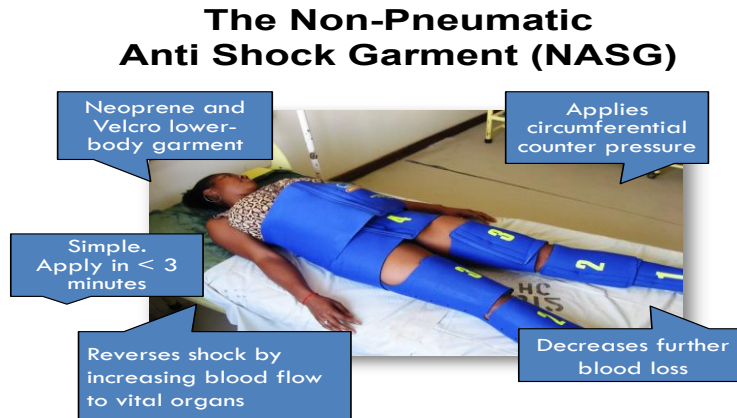 The Non-Pneumatic
Anti Shock Garment (NASG)
Neoprene and
Velcro lower-
body garment
Applies
circumferential
counter pressure
Simple.
Apply in < 3
minutes
Reverses shock by
increasing blood flow
to vital organs
Decreases further
blood loss
4
3
2
1
3
2
HC